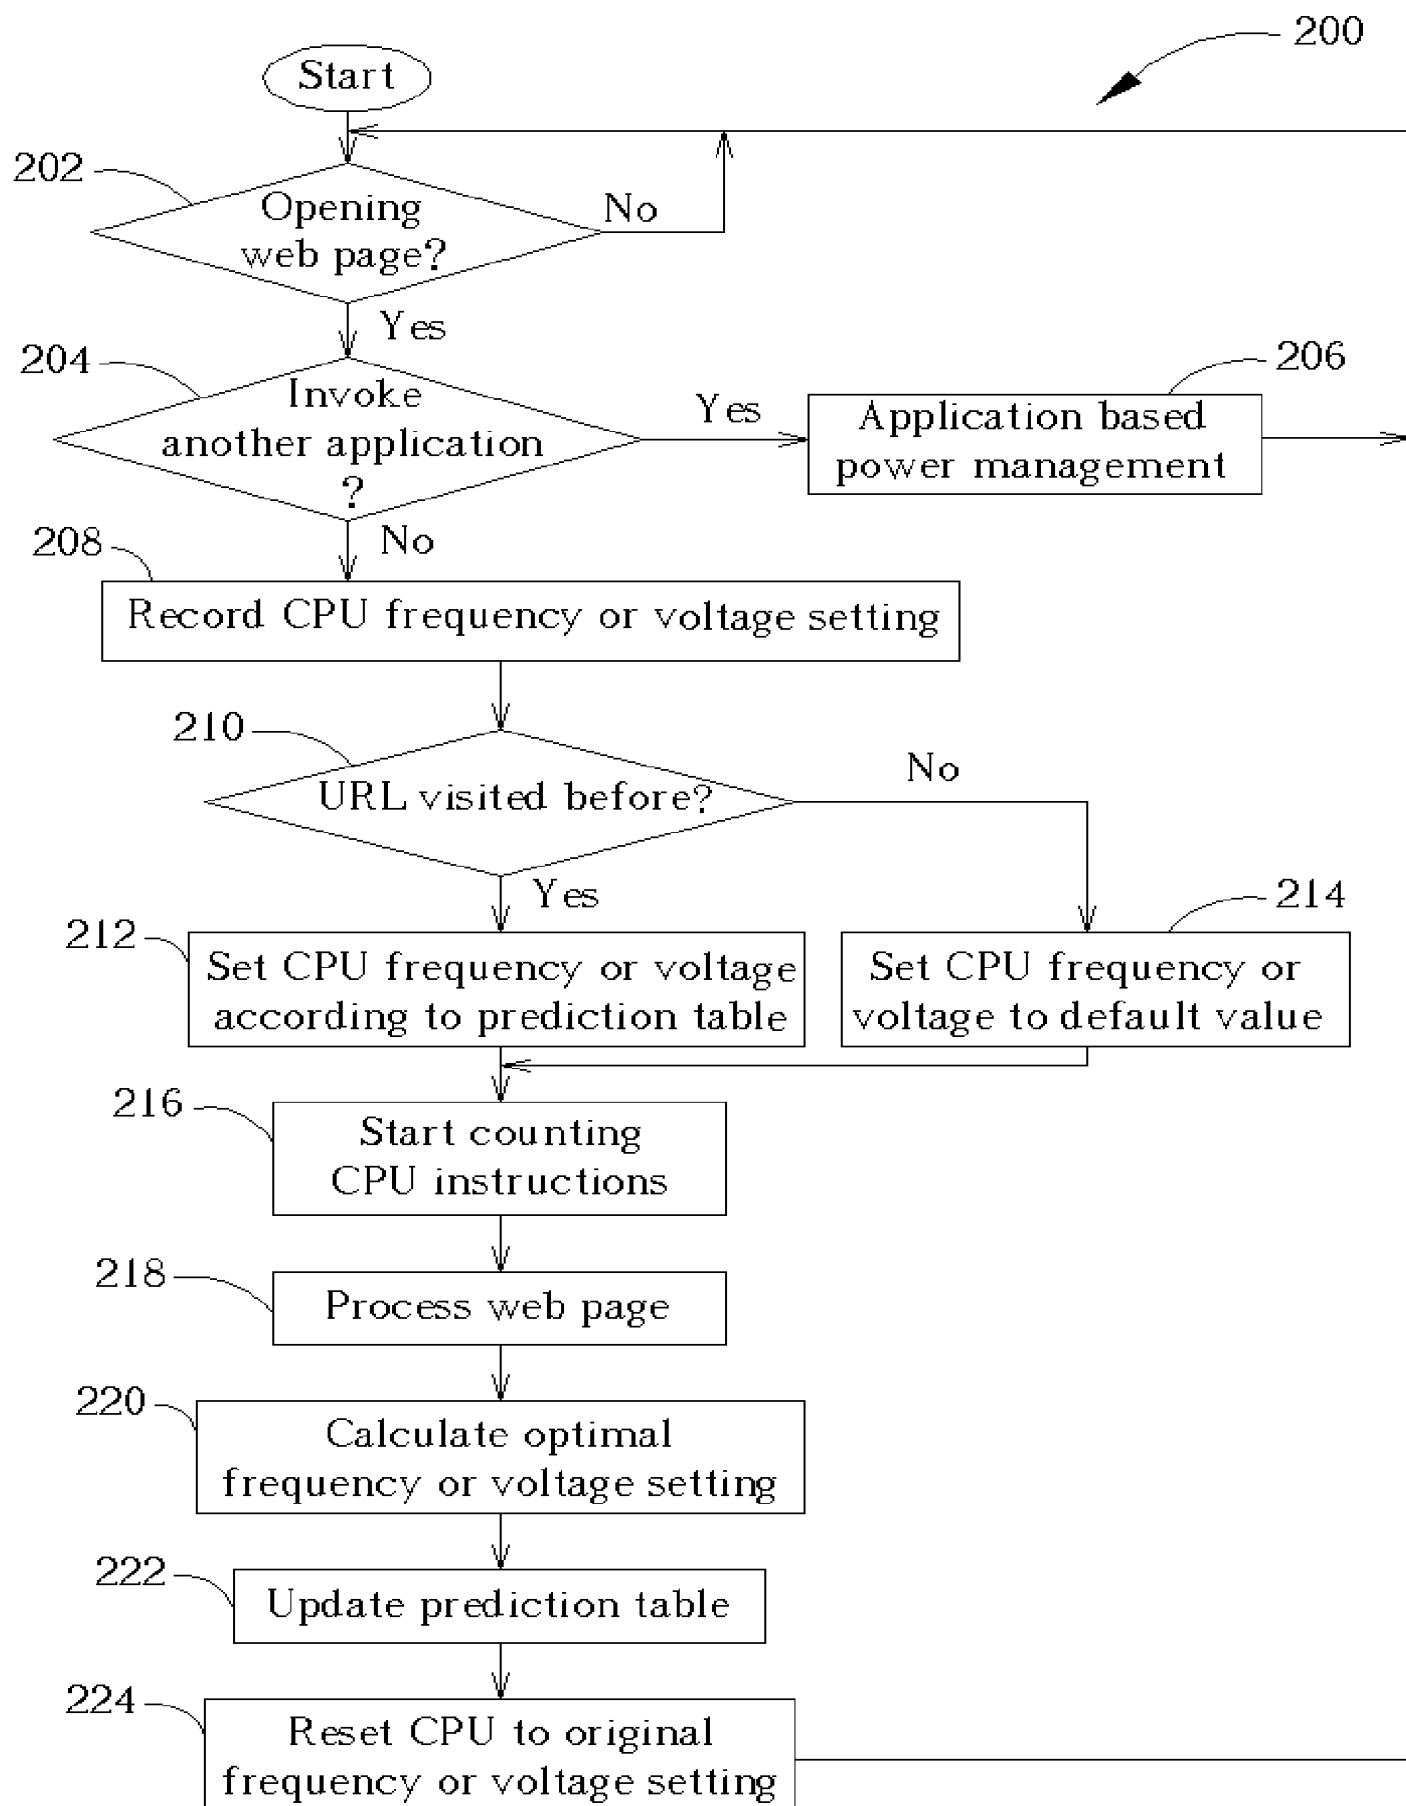 200
Start
202
Opening
web page?
No
Yes
204
Invoke
another application
?
Yes
206
Application based
power management
No
208
Record CPU frequency or voltage setting
210
URL visited before?
No
Yes
212
Set CPU frequency or voltage
according to prediction table
214
Set CPU frequency or
voltage to default value
216
Start counting
CPU instructions
218
Process web page
220
Calculate optimal
frequency or voltage setting
222
Update prediction table
224
Reset CPU to original
frequency or voltage setting